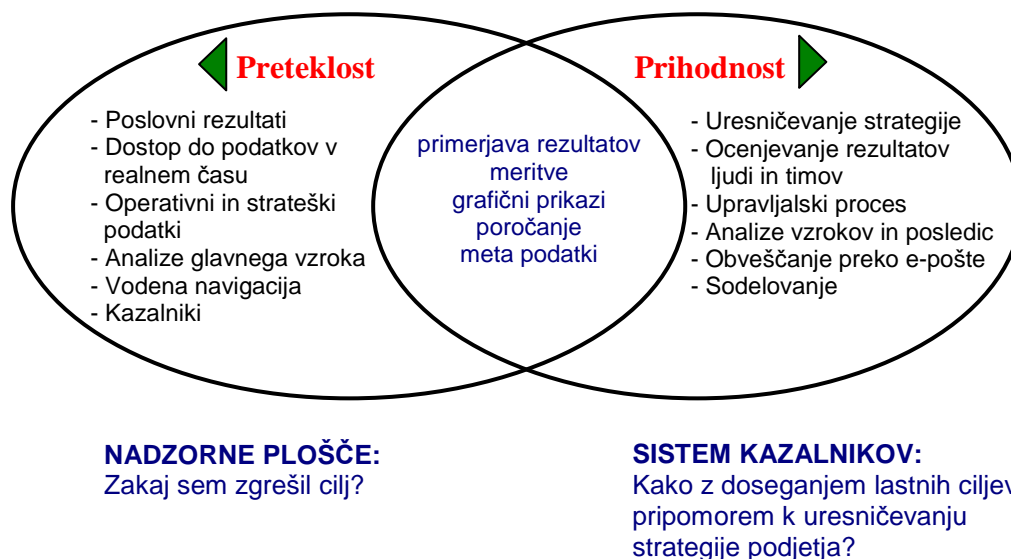 Preteklost
- Poslovni rezultati
- Dostop do podatkov v
realnem času
- Operativni in strateški
podatki
- Analize glavnega vzroka
- Vodena navigacija
- Kazalniki
primerjava rezultatov
meritve
grafični prikazi
poročanje
meta podatki
Prihodnost
- Uresničevanje strategije
- Ocenjevanje rezultatov
ljudi in timov
- Upravljalski proces
- Analize vzrokov in posledic
- Obveščanje preko e-pošte
- Sodelovanje
NADZORNE PLOŠČE:
Zakaj sem zgrešil cilj?
SISTEM KAZALNIKOV:
Kako z doseganjem lastnih ciljev
pripomorem k uresničevanju
strategije podjetja?